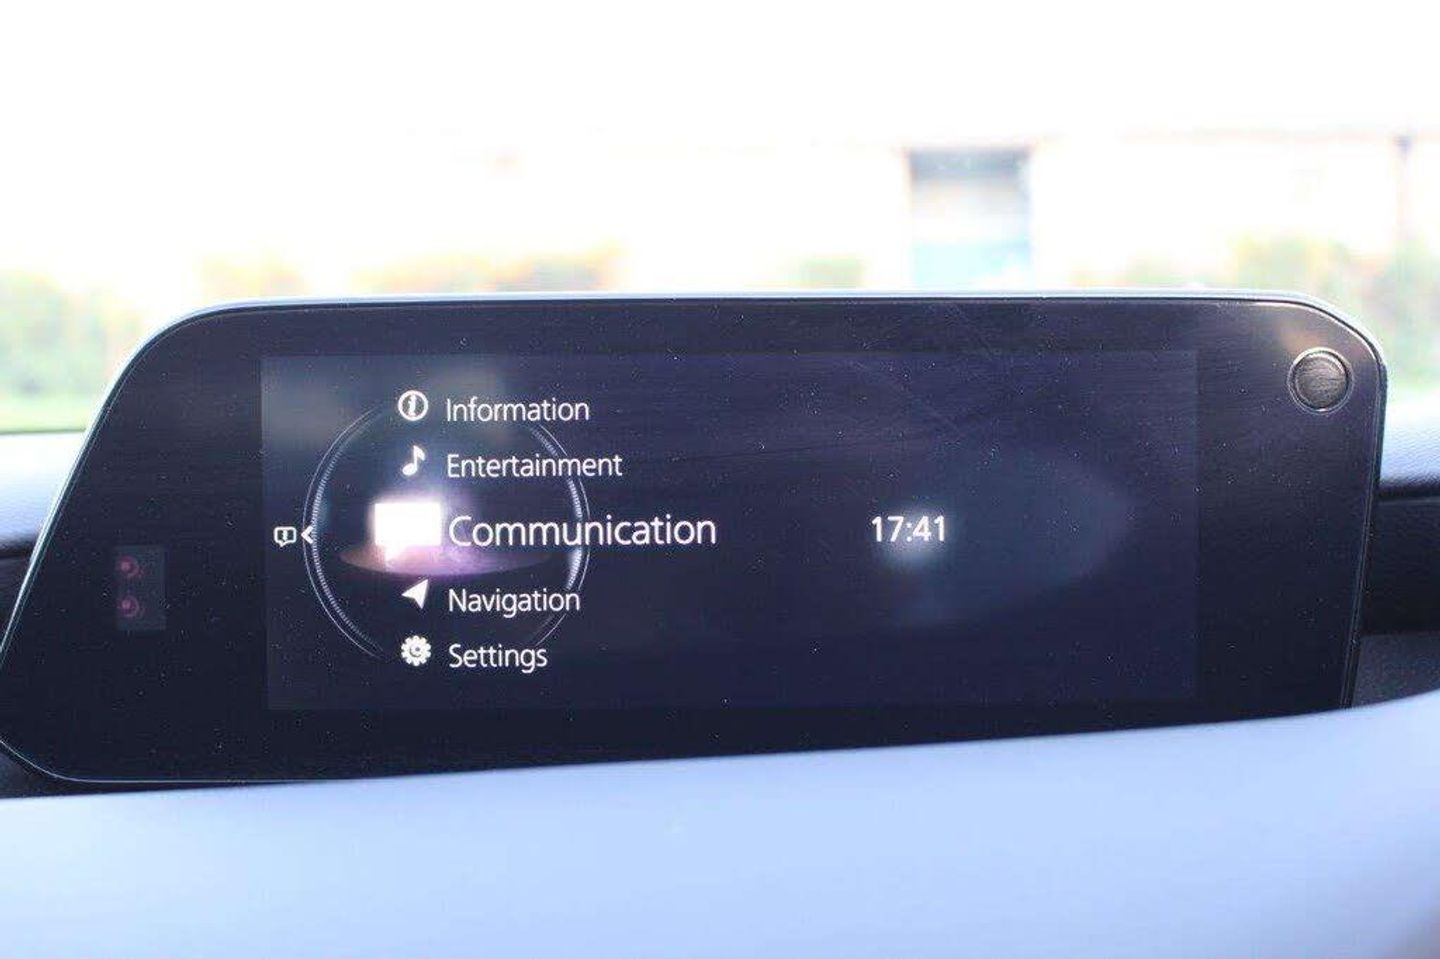 Information
Entertainment
Communication
17:41
Navigation
Settings